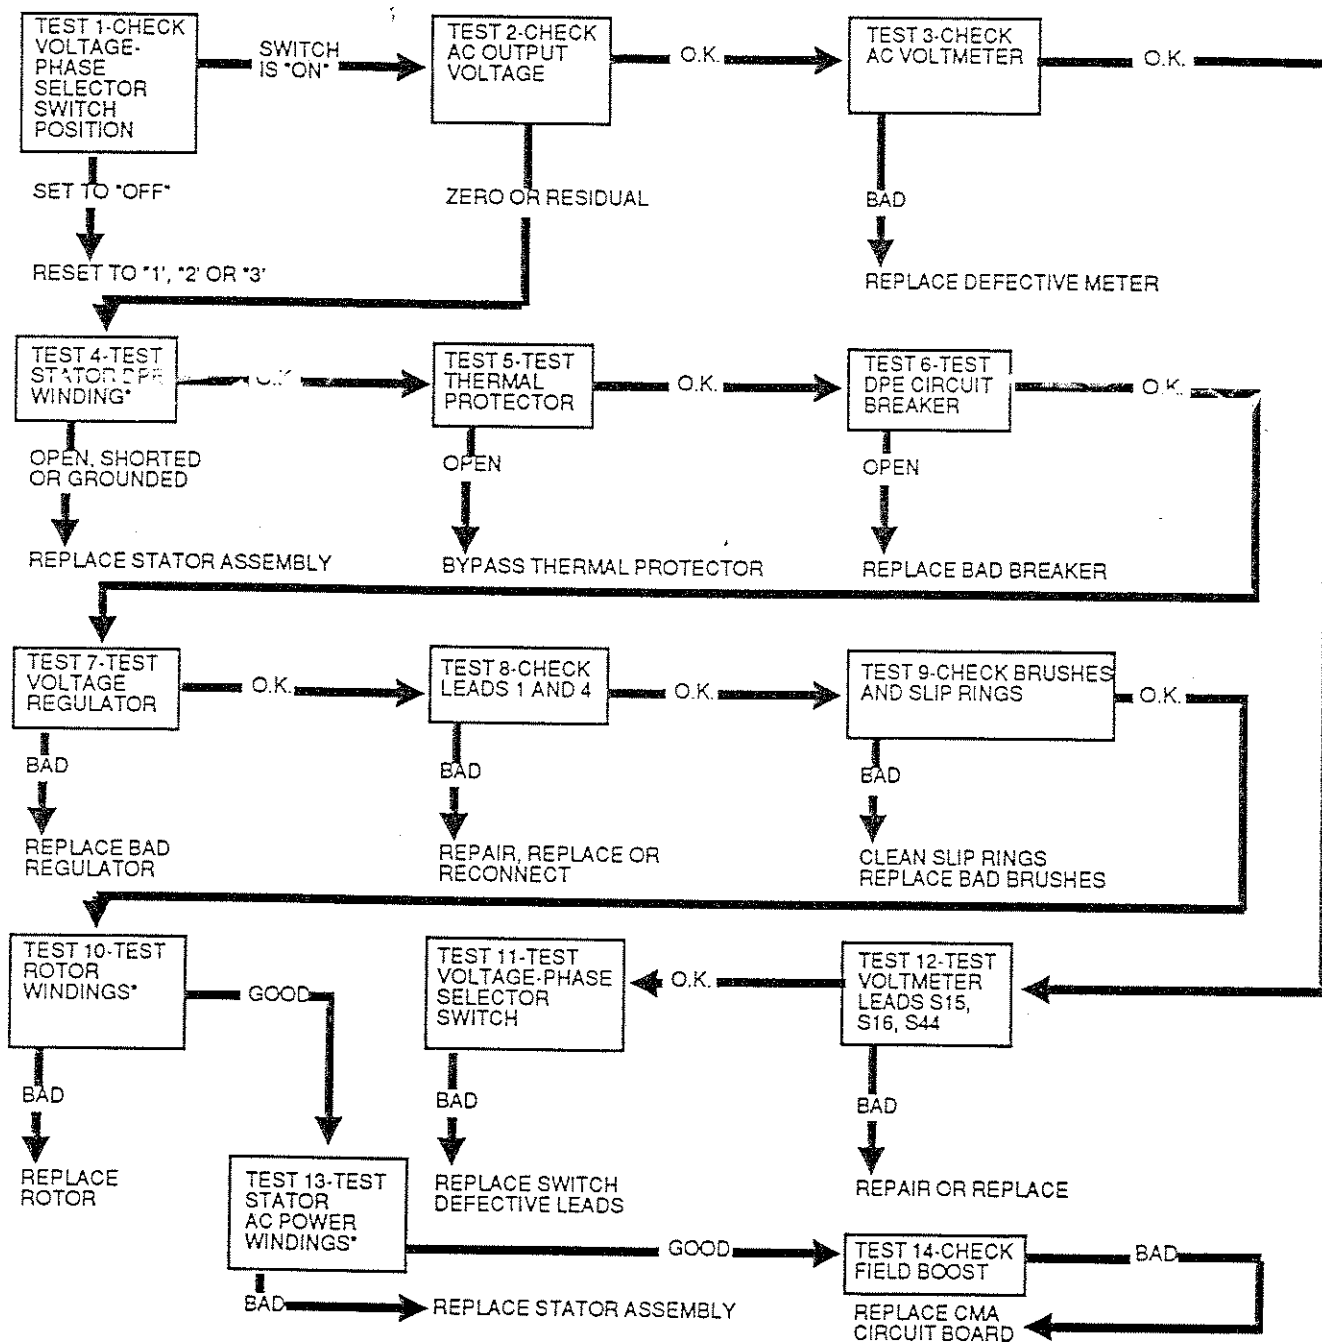 TEST 1-CHECK
VOLTAGE-
PHASE
SELECTOR
SWITCH
POSITION
SWITCH
IS "ON"
TEST 2-CHECK
AC OUTPUT
VOLTAGE
O.K.
TEST 3-CHECK
AC VOLTMETER
O.K.
SET TO "OFF"
ZERO OR RESIDUAL
BAD
RESET TO "1', "2' OR "3'
REPLACE DEFECTIVE METER
TEST 4-TEST
STATOR DPE
WINDING*
O.K.
TEST 5-TEST
THERMAL
PROTECTOR
O.K.
TEST 6-TEST
DPE CIRCUIT
BREAKER
O.K.
OPEN, SHORTED
OR GROUNDED
OPEN
OPEN
REPLACE STATOR ASSEMBLY
BYPASS THERMAL PROTECTOR
REPLACE BAD BREAKER
TEST 7-TEST
VOLTAGE
REGULATOR
O.K.
TEST 8-CHECK
LEADS 1 AND 4
O.K.
TEST 9-CHECK BRUSHES
AND SLIP RINGS
O.K.
BAD
BAD
BAD
REPLACE BAD
REGULATOR
REPAIR, REPLACE OR
RECONNECT
CLEAN SLIP RINGS
REPLACE BAD BRUSHES
TEST 10-TEST
ROTOR
WINDINGS*
GOOD
TEST 11-TEST
VOLTAGE-PHASE
SELECTOR
SWITCH
O.K.
TEST 12-TEST
VOLTMETER
LEADS S15,
S16, S44
BAD
BAD
BAD
REPLACE
ROTOR
TEST 13-TEST
STATOR
AC POWER
WINDINGS*
REPLACE SWITCH
DEFECTIVE LEADS
REPAIR OR REPLACE
GOOD
TEST 14-CHECK
FIELD BOOST
BAD
BAD
REPLACE STATOR ASSEMBLY
REPLACE CMA
CIRCUIT BOARD